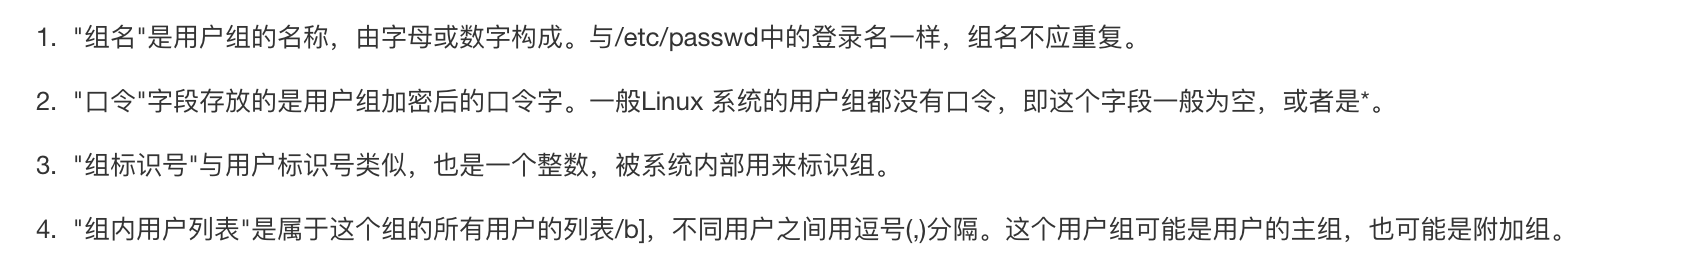 1. "组名"是用户组的名称，由字母或数字构成。与/etc/passwd中的登录名一样，组名不应重复。
2. "口令"字段存放的是用户组加密后的口令字。一般Linux 系统的用户组都没有口令，即这个字段一般为空，或者是*。
3. "组标识号"与用户标识号类似，也是一个整数，被系统内部用来标识组。
4. "组内用户列表"是属于这个组的所有用户的列表/b]，不同用户之间用逗号(,)分隔。这个用户组可能是用户的主组，也可能是附加组。